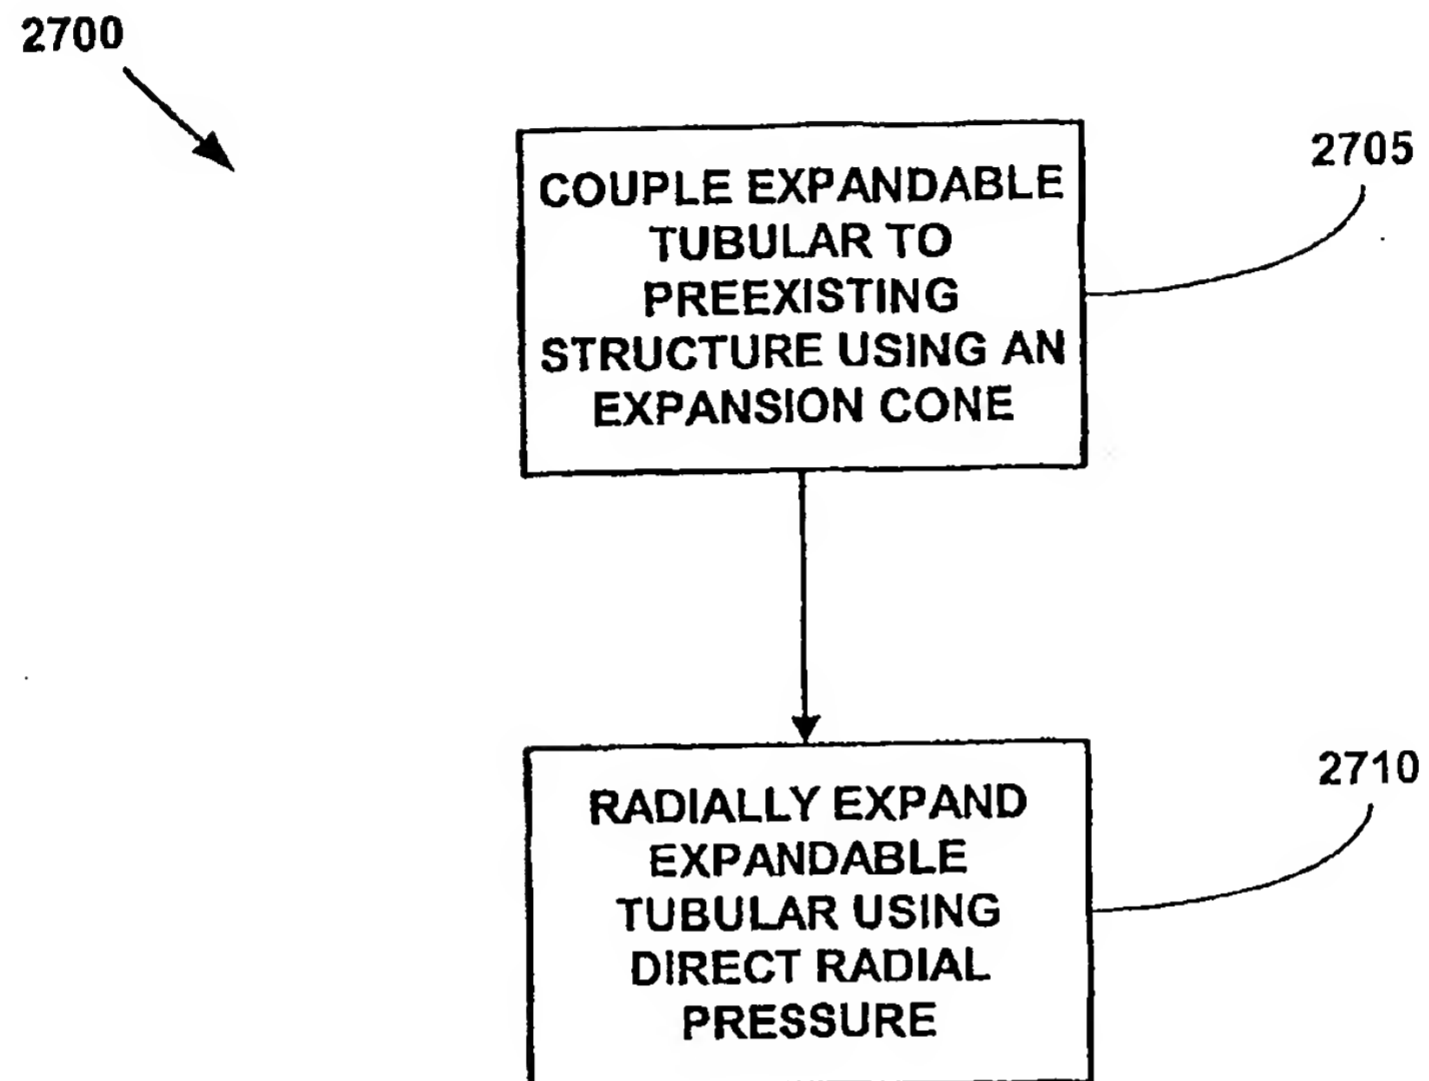 2700
COUPLE EXPANDABLE
TUBULAR TO
PREEXISTING
STRUCTURE USING AN
EXPANSION CONE
2705
RADIALLY EXPAND
EXPANDABLE
TUBULAR USING
DIRECT RADIAL
PRESSURE
2710